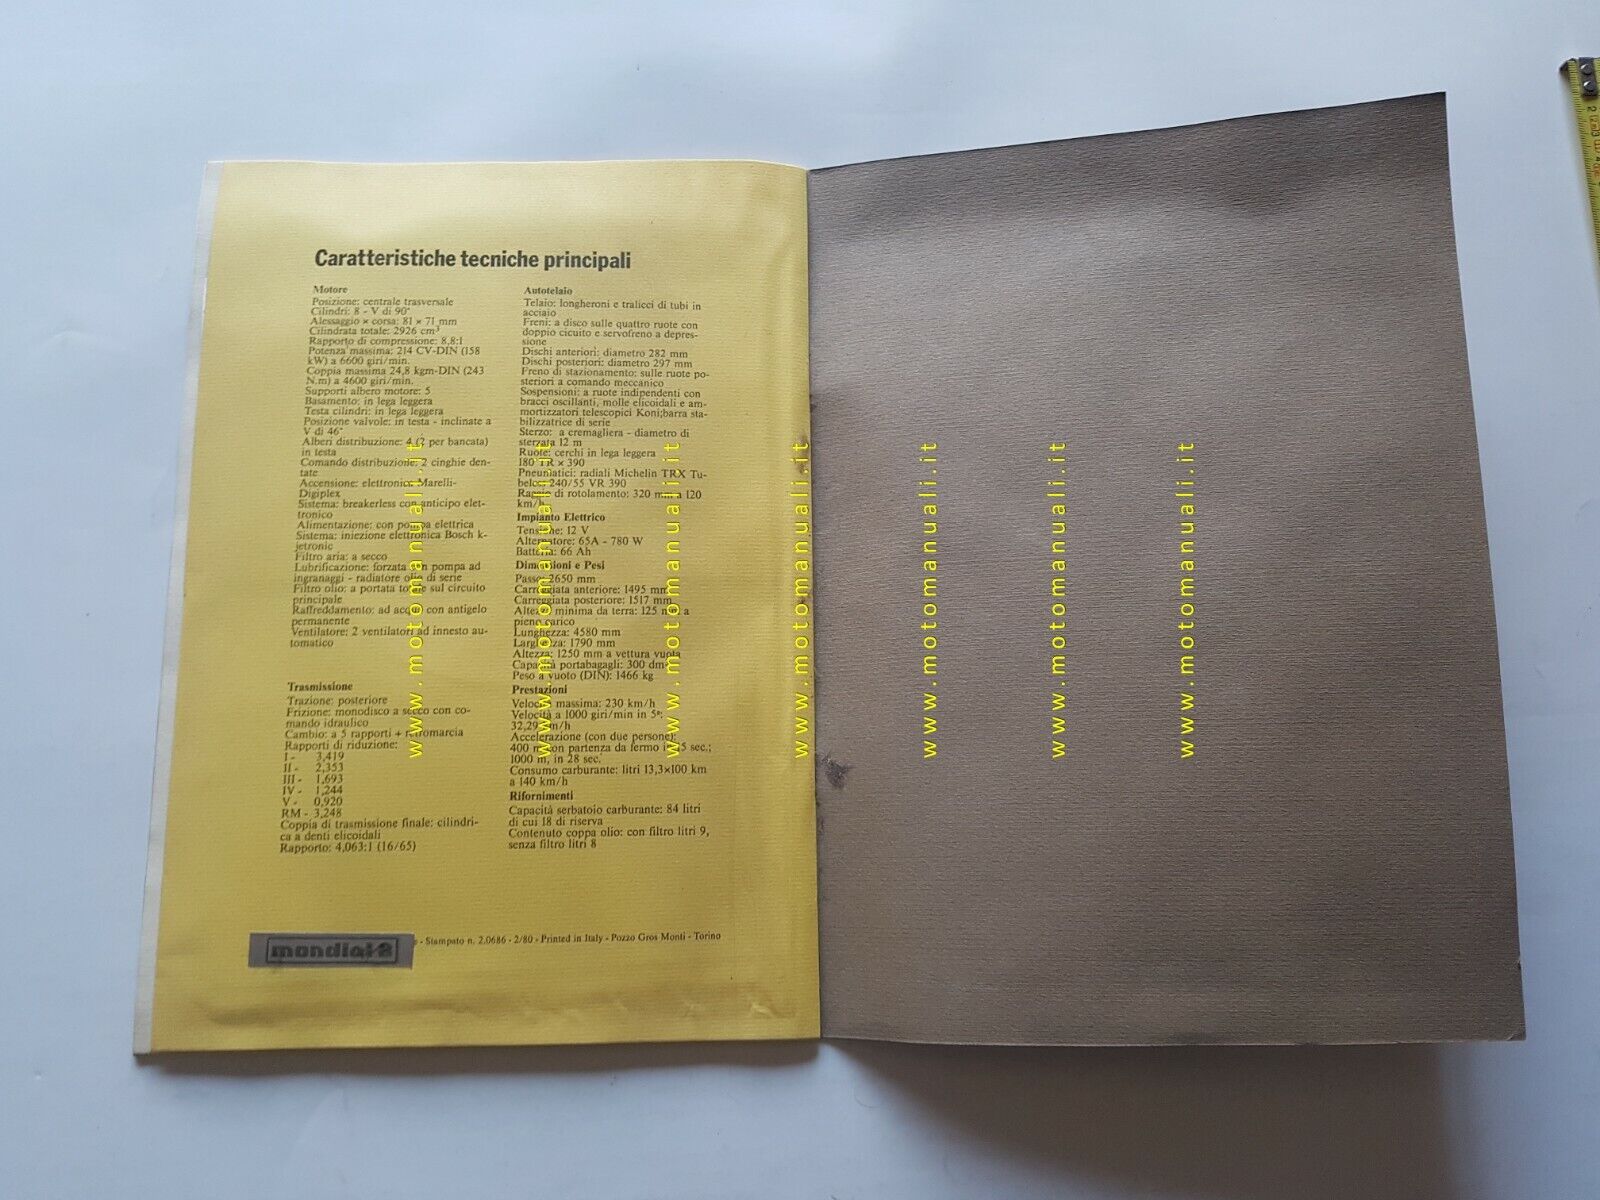 Caratteristiche tecniche principali
Motore
Posizione: centrale trasversale
Cilindri: 8 - V di 90°
Alessaggio × corsa: 81 × 71 mm
Cilindrata totale: 2926 cm³
Rapporto di compressione: 8,8:1
Potenza massima: 214 CV-DIN (158
kW) a 6600 giri/min.
Coppia massima 24,8 kgm-DIN (243
N.m) a 4600 giri/min.
Supporti albero motore: 5
Basamento: in lega leggera
Testa cilindri: in lega leggera
Posizione valvole: in testa - inclinate a
V di 46°
Alberi distribuzione: 4 (2 per bancata)
in testa
Comando distribuzione: 2 cinghie den-
tate
Accensione: elettronica Marelli-
Digiplex
Sistema: breakerless con anticipo elet-
tronico
Alimentazione: con pompa elettrica
Sistema: iniezione elettronica Bosch k-
jetronic
Filtro aria: a secco
Lubrificazione: forzata con pompa ad
ingranaggi - radiatore olio di serie
Filtro olio: a portata totale sul circuito
principale
Raffreddamento: ad acqua con antigelo
permanente
Ventilatore: 2 ventilatori ad innesto au-
tomatico
Trasmissione
Trazione: posteriore
Frizione: monodisco a secco con co-
mando idraulico
Cambio: a 5 rapporti + retromarcia
Rapporti di riduzione:
I - 3,419
II - 2,353
III - 1,693
IV - 1,244
V - 0,920
RM - 3,248
Coppia di trasmissione finale: cilindri-
ca a denti elicoidali
Rapporto: 4,063:1 (16/65)
Autotelaio
Telaio: longheroni e tralicci di tubi in
acciaio
Freni: a disco sulle quattro ruote con
doppio cicuito e servofreno a depres-
sione
Dischi anteriori: diametro 282 mm
Dischi posteriori: diametro 297 mm
Freno di stazionamento: sulle ruote po-
steriori a comando meccanico
Sospensioni: a ruote indipendenti con
bracci oscillanti, molle elicoidali e am-
mortizzatori telescopici Koni;barra sta-
bilizzatrice di serie
Sterzo: a cremagliera - diametro di
sterzata 12 m
Ruote: cerchi in lega leggera
180 TR × 390
Pneumatici: radiali Michelin TRX Tu-
beless 240/55 VR 390
Raggio di rotolamento: 320 mm a 120
km/h
Impianto Elettrico
Tensione: 12 V
Alternatore: 65A - 780 W
Batteria: 66 Ah
Dimensioni e Pesi
Passo: 2650 mm
Carreggiata anteriore: 1495 mm
Carreggiata posteriore: 1517 mm
Altezza minima da terra: 125 mm a
pieno carico
Lunghezza: 4580 mm
Larghezza: 1790 mm
Altezza: 1250 mm a vettura vuota
Capacità portabagagli: 300 dm³
Peso a vuoto (DIN): 1466 kg
Prestazioni
Velocità massima: 230 km/h
Velocità a 1000 giri/min in 5ª:
32,29 km/h
Accelerazione (con due persone):
400 m con partenza da fermo in sec.;
1000 m, in 28 sec.
Consumo carburante: litri 13,3×100 km
a 140 km/h
Rifornimenti
Capacità serbatoio carburante: 84 litri
di cui 18 di riserva
Contenuto coppa olio: con filtro litri 9,
senza filtro litri 8
mondial 8
- Stampato n. 2.0686 - 2/80 - Printed in Italy - Pozzo Gros Monti - Torino
www.motomanuali.it
www.motomanuali.it
www.motomanuali.it
www.motomanuali.it
www.motomanuali.it
www.motomanuali.it
www.motomanuali.it